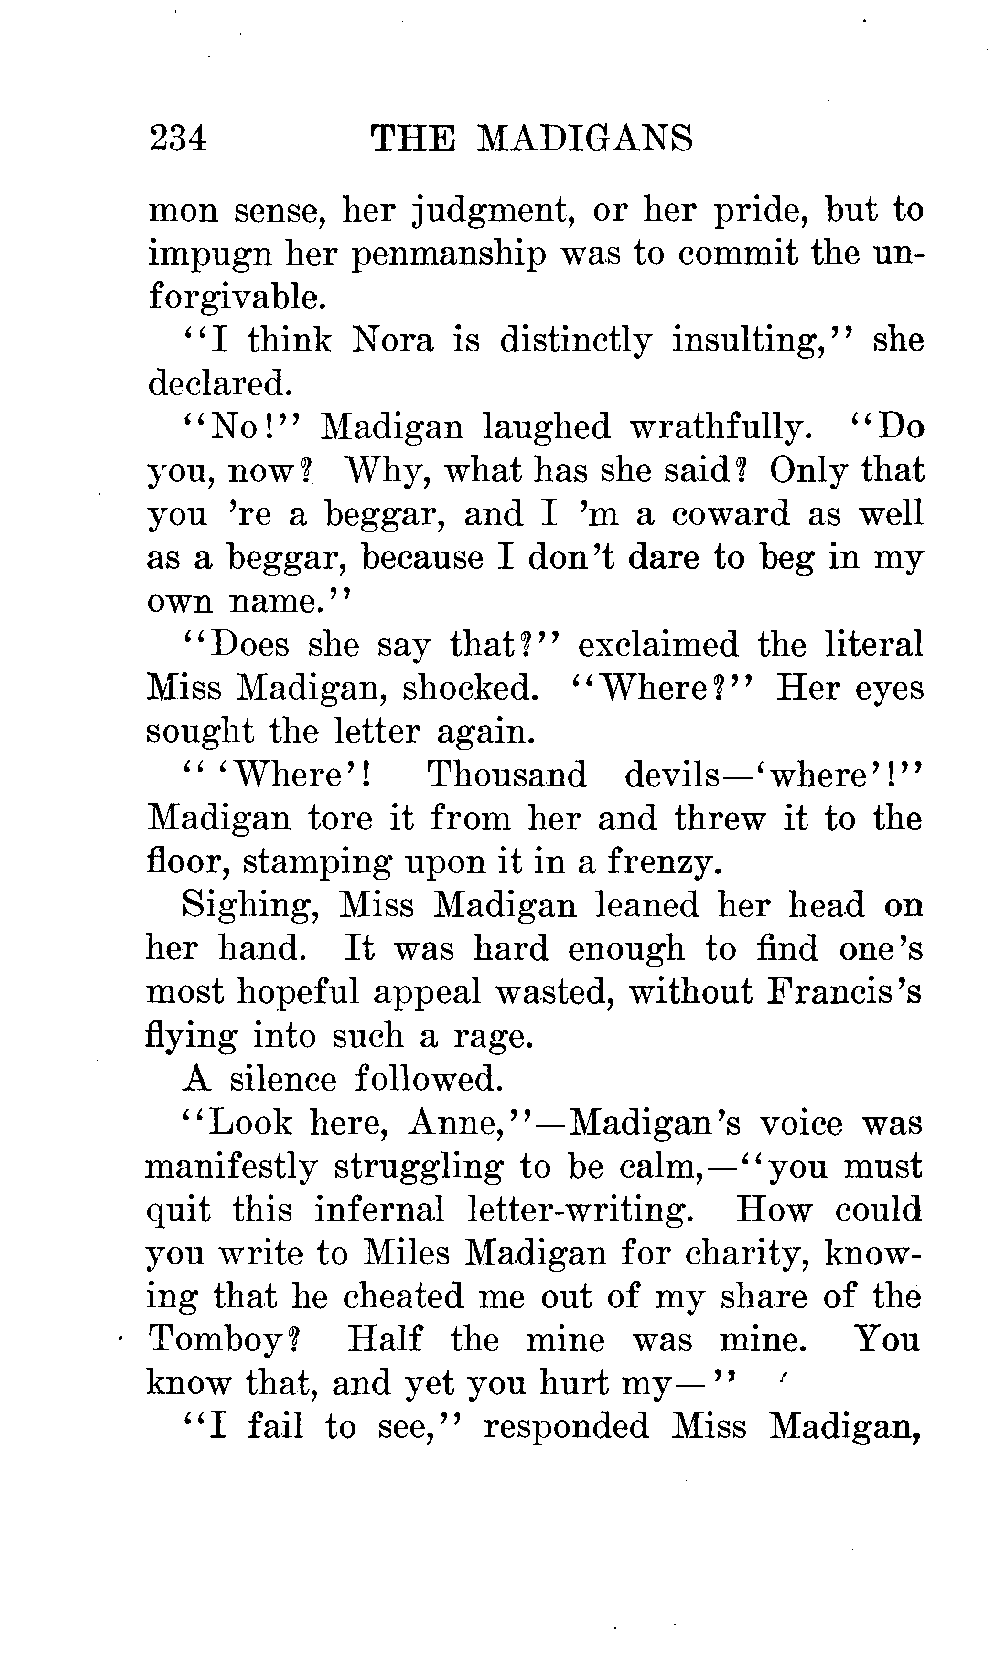 234 THE MADIGANS
mon sense, her judgment, or her pride, but to
impugn her penmanship was to commit the un-
forgivable.
“I think Nora is distinctly insulting,” she
declared.
“No!” Madigan laughed wrathfully. “Do
you, now? Why, what has she said? Only that
you ’re a beggar, and I ’m a coward as well
as a beggar, because I don’t dare to beg in my
own name.”
“Does she say that?” exclaimed the literal
Miss Madigan, shocked. “Where?” Her eyes
sought the letter again.
“ ‘Where’! Thousand devils—‘where’!”
Madigan tore it from her and threw it to the
floor, stamping upon it in a frenzy.
Sighing, Miss Madigan leaned her head on
her hand. It was hard enough to find one’s
most hopeful appeal wasted, without Francis’s
flying into such a rage.
A silence followed.
“Look here, Anne,”—Madigan’s voice was
manifestly struggling to be calm,—“you must
quit this infernal letter-writing. How could
you write to Miles Madigan for charity, know-
ing that he cheated me out of my share of the
Tomboy? Half the mine was mine. You
know that, and yet you hurt my—”
“I fail to see,” responded Miss Madigan,